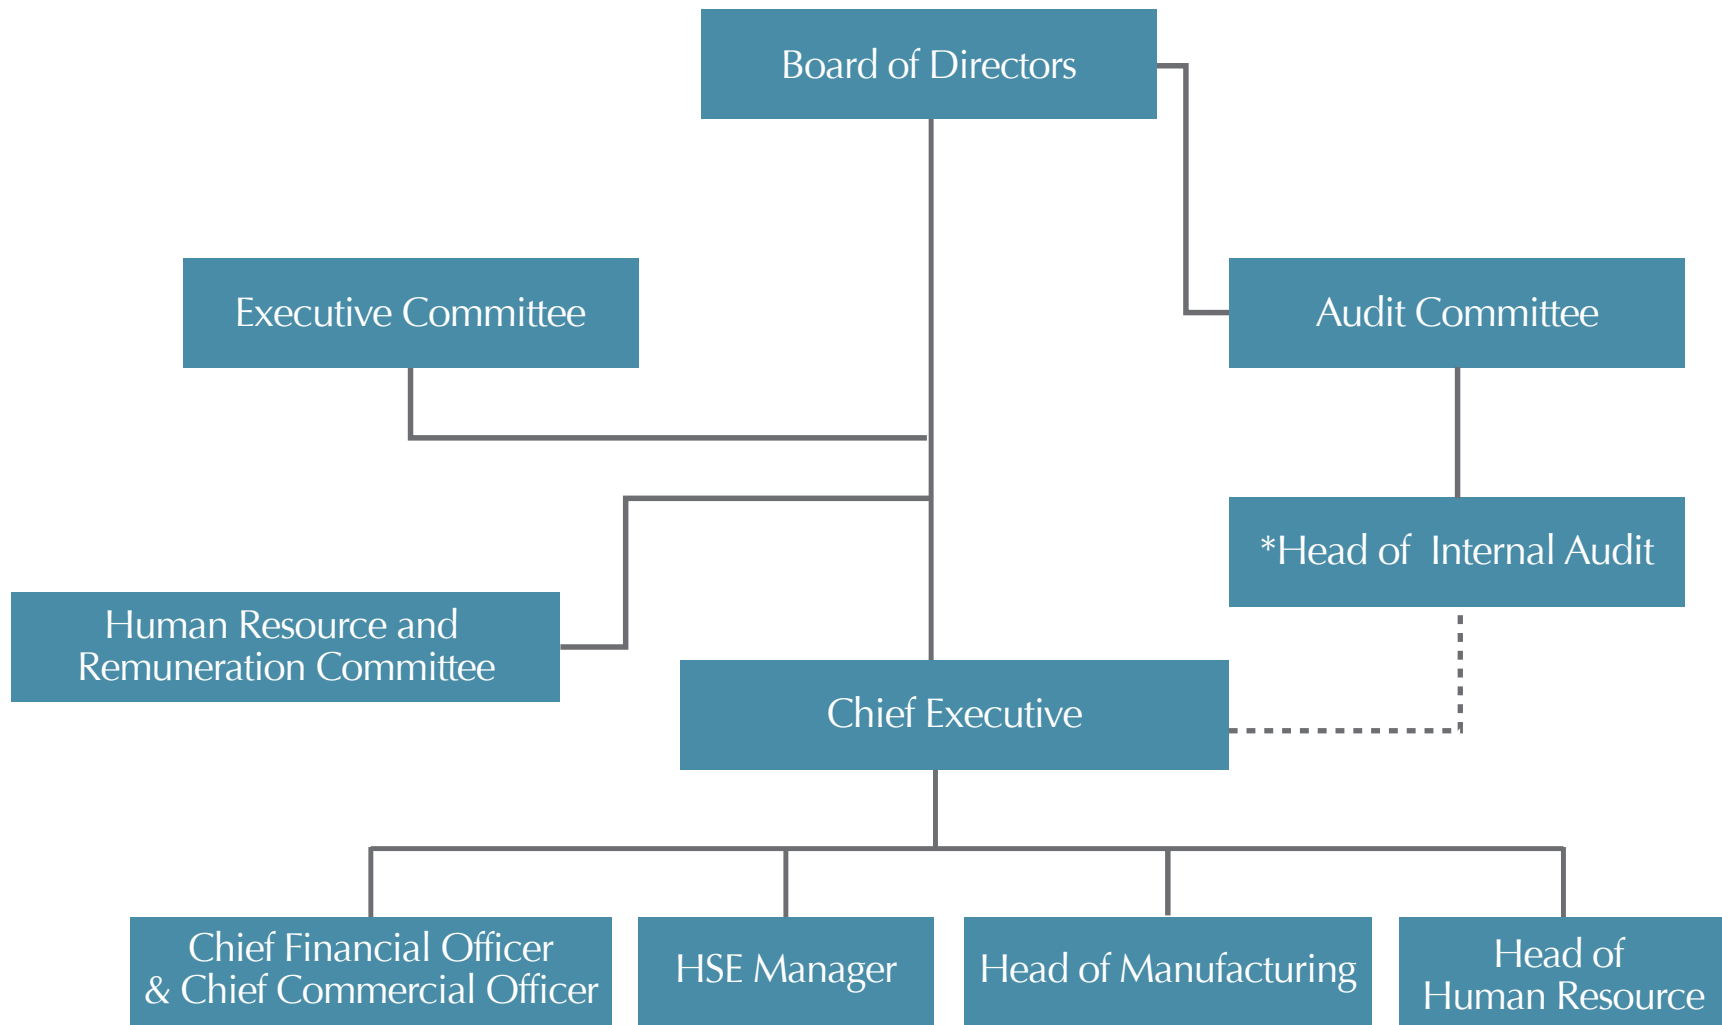 Board of Directors
Executive Committee
Audit Committee
*Head of Internal Audit
Human Resource and
Remuneration Committee
Chief Executive
Chief Financial Officer
& Chief Commercial Officer
HSE Manager
Head of Manufacturing
Head of
Human Resource